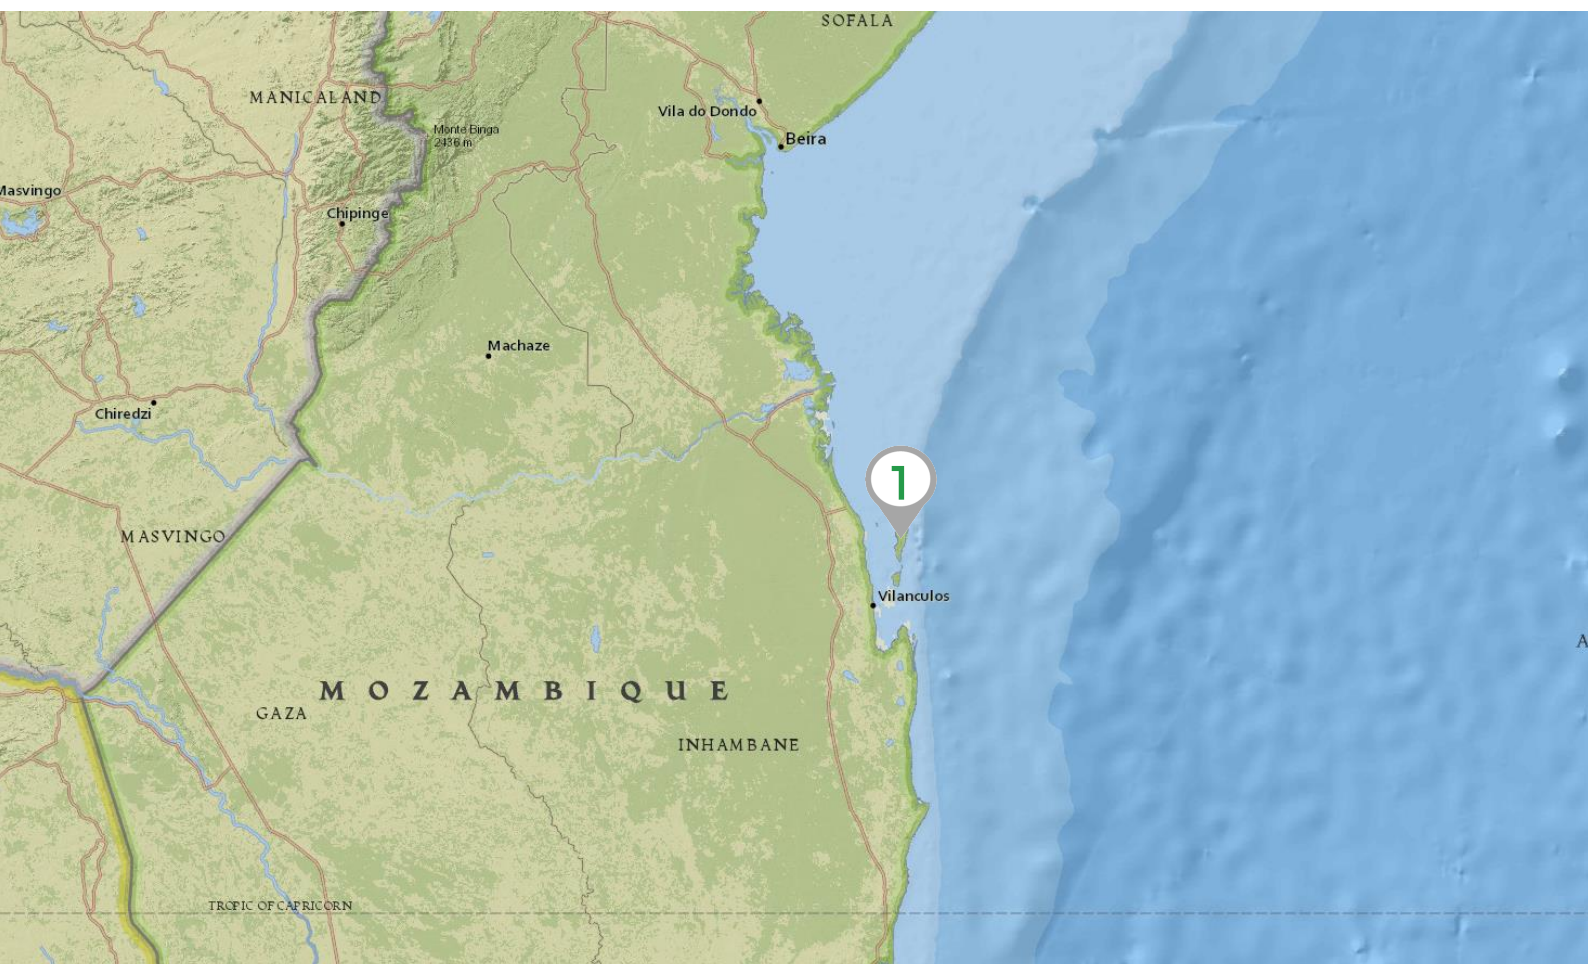 SOFALA
MANICALAND
Vila do Dondo
Monte Binga
2436 m
Beira
Masvingo
Chipinge
Machaze
Chiredzi
1
MASVINGO
Vilanculos
A
MOZAMBIQUE
GAZA
INHAMBANE
TROPIC OF CAPRICORN